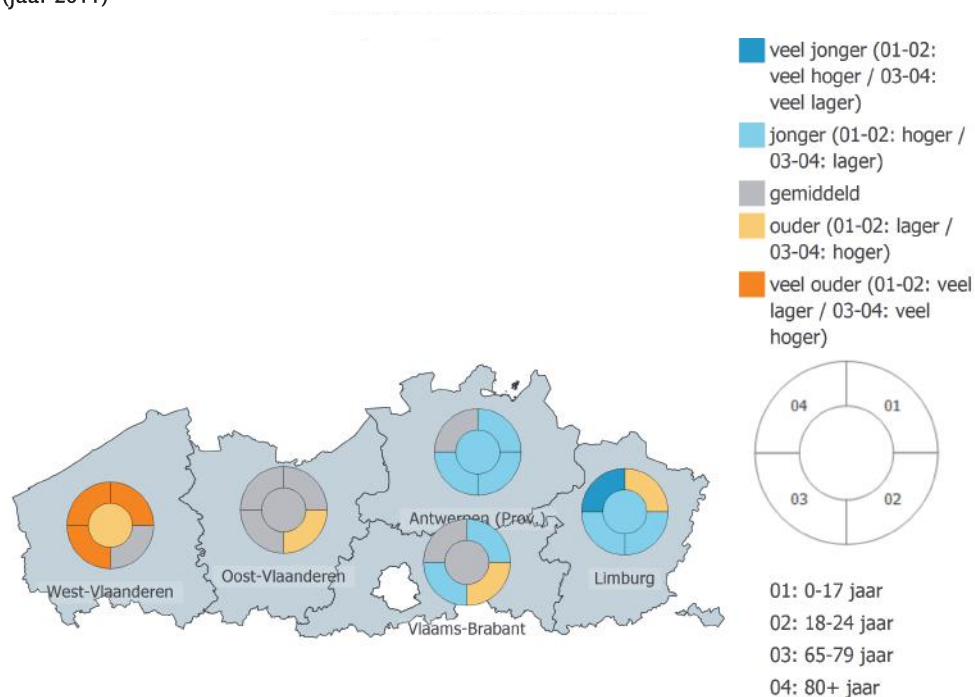 (jaar 2011)
veel jonger (01-02:
veel hoger / 03-04:
veel lager)
jonger (01-02: hoger /
03-04: lager)
gemiddeld
ouder (01-02: lager /
03-04: hoger)
veel ouder (01-02: veel
lager / 03-04: veel
hoger)
04
01
03
02
Antwerpen (Prov.)
Oost-Vlaanderen
Limburg
West-Vlaanderen
Vlaams-Brabant
01: 0-17 jaar
02: 18-24 jaar
03: 65-79 jaar
04: 80+ jaar